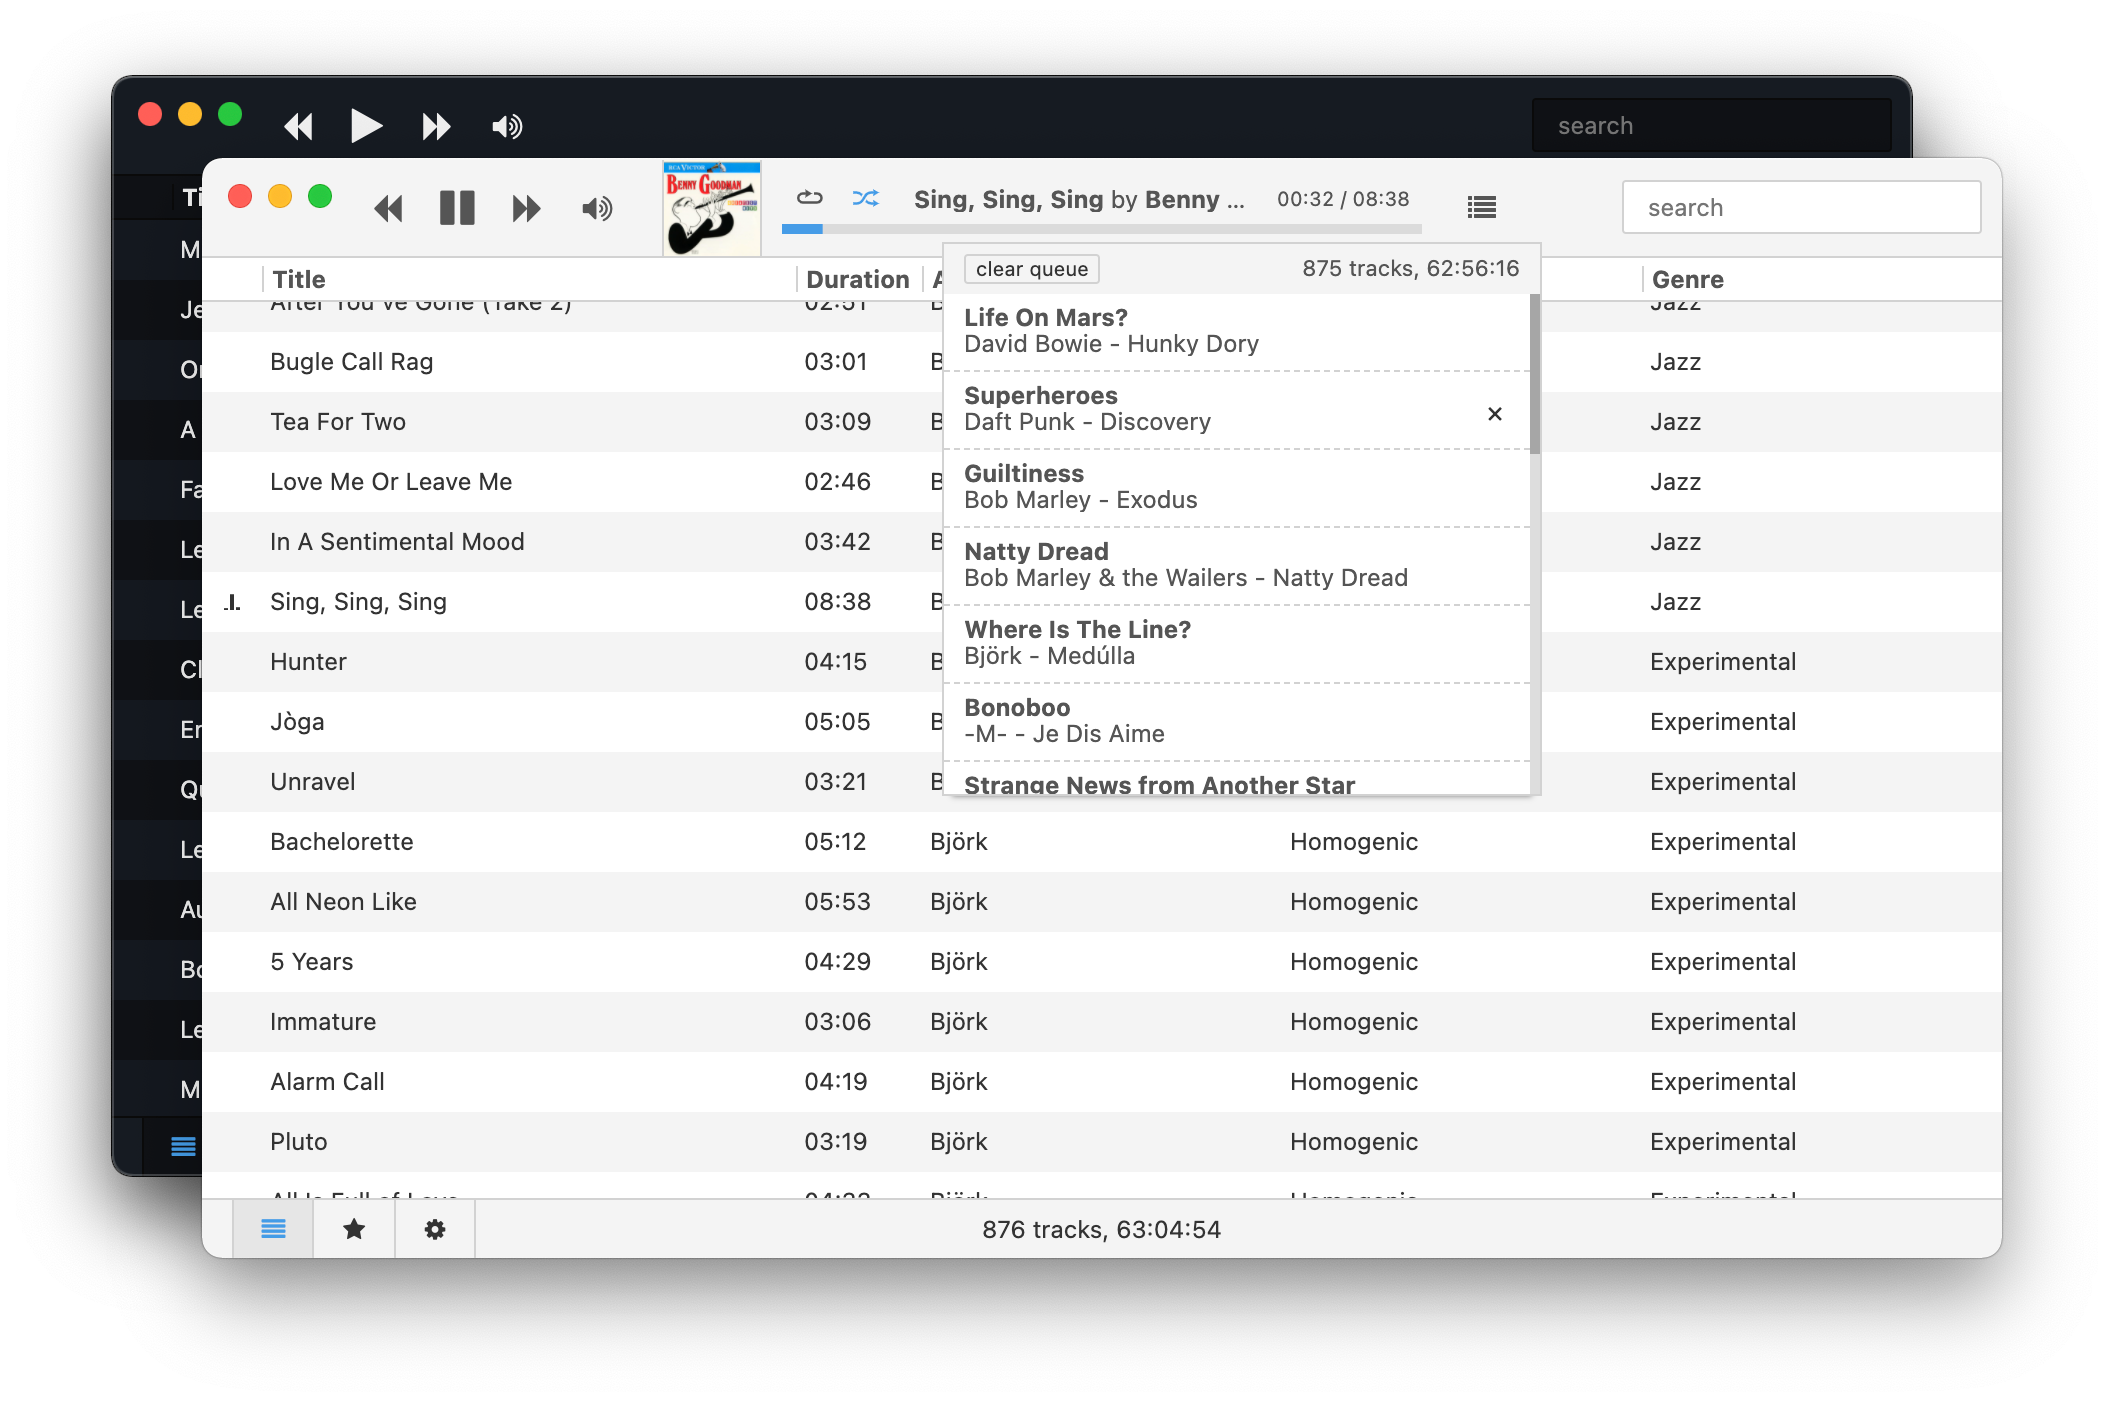 search
Ti
M
Je
Or
A
Fa
Le
Le
Cl
Er
Qu
Le
Au
Bo
Le
M
BENNY GOODMAN
Sing, Sing, Sing by Benny ...
00:32 / 08:38
search
Title Duration A Genre
After You've Gone (Take 2) 02:51 B Jazz
Bugle Call Rag 03:01 B Jazz
Tea For Two 03:09 B Jazz
Love Me Or Leave Me 02:46 B Jazz
In A Sentimental Mood 03:42 B Jazz
Sing, Sing, Sing 08:38 B Jazz
Hunter 04:15 B Experimental
Jòga 05:05 B Experimental
Unravel 03:21 B Experimental
Bachelorette 05:12 Björk Homogenic Experimental
All Neon Like 05:53 Björk Homogenic Experimental
5 Years 04:29 Björk Homogenic Experimental
Immature 03:06 Björk Homogenic Experimental
Alarm Call 04:19 Björk Homogenic Experimental
Pluto 03:19 Björk Homogenic Experimental
All Is Full of Love Björk Homogenic Experimental
clear queue 875 tracks, 62:56:16
Life On Mars?
David Bowie - Hunky Dory
Superheroes
Daft Punk - Discovery
Guiltiness
Bob Marley - Exodus
Natty Dread
Bob Marley & the Wailers - Natty Dread
Where Is The Line?
Björk - Medúlla
Bonoboo
-M- - Je Dis Aime
Strange News from Another Star
876 tracks, 63:04:54